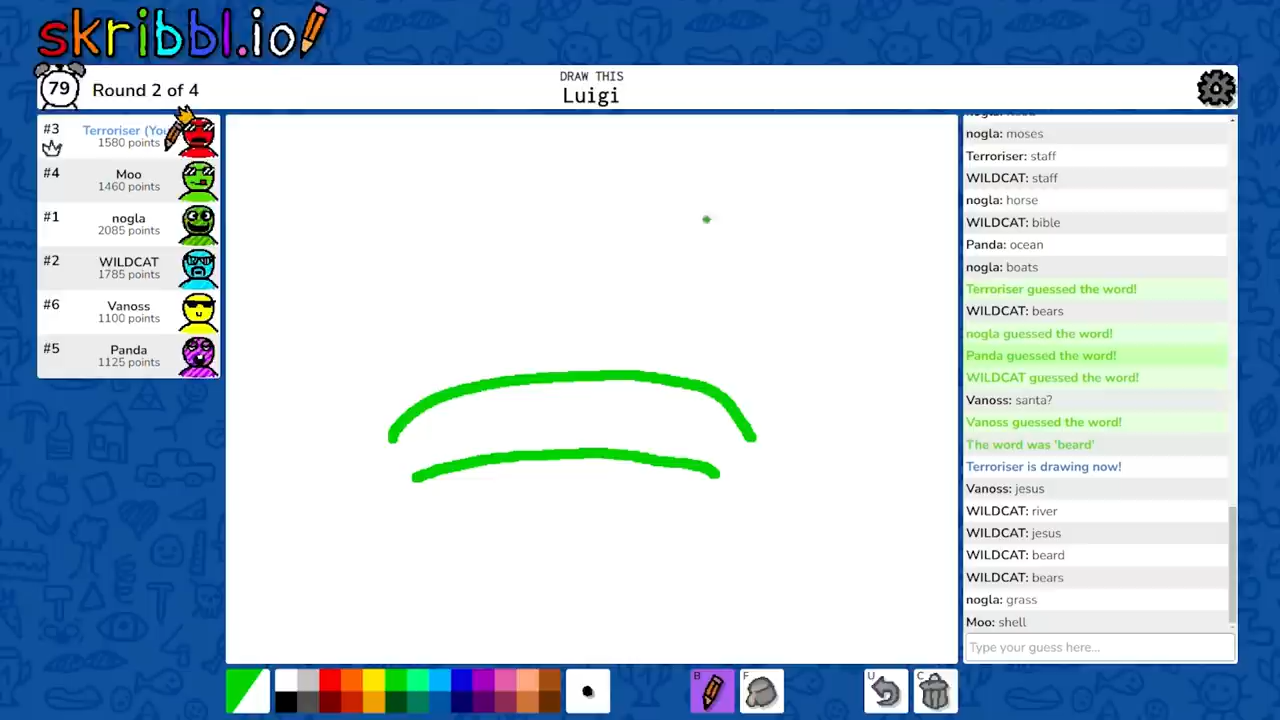 skribbl.io
79
Round 2 of 4
DRAW THIS
Luigi
#3
Terroriser (You
1580 points
#4
Moo
1460 points
#1
nogla
2085 points
#2
WILDCAT
1785 points
#6
Vanoss
1100 points
#5
Panda
1125 points
nogla: moses
Terroriser: staff
WILDCAT: staff
nogla: horse
WILDCAT: bible
Panda: ocean
nogla: boats
Terroriser guessed the word!
WILDCAT: bears
nogla guessed the word!
Panda guessed the word!
WILDCAT guessed the word!
Vanoss: santa?
Vanoss guessed the word!
The word was 'beard'
Terroriser is drawing now!
Vanoss: jesus
WILDCAT: river
WILDCAT: jesus
WILDCAT: beard
WILDCAT: bears
nogla: grass
Moo: shell
Type your guess here...
B
F
U
C